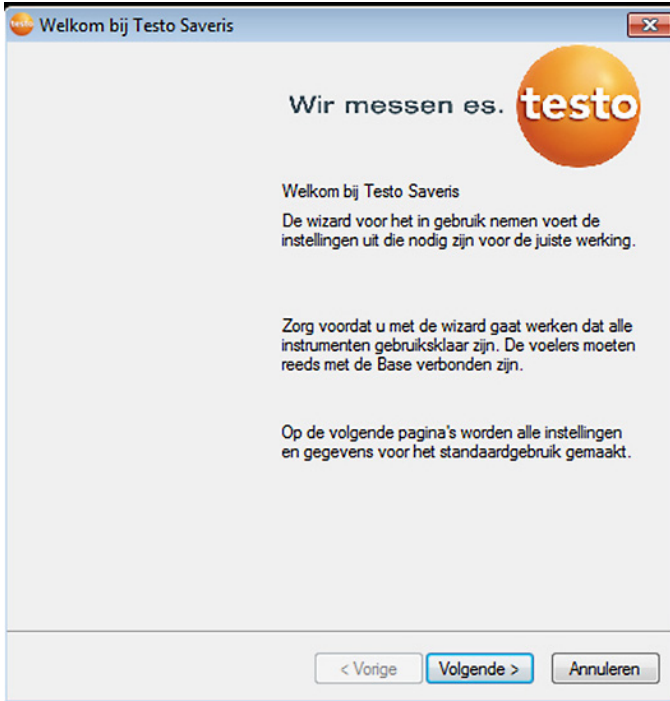 testo
Welkom bij Testo Saveris
Wir messen es.
testo
Welkom bij Testo Saveris
De wizard voor het in gebruik nemen voert de
instellingen uit die nodig zijn voor de juiste werking.
Zorg voordat u met de wizard gaat werken dat alle
instrumenten gebruiksklaar zijn. De voelers moeten
reeds met de Base verbonden zijn.
Op de volgende pagina's worden alle instellingen
en gegevens voor het standaardgebruik gemaakt.
< Vorige
Volgende >
Annuleren